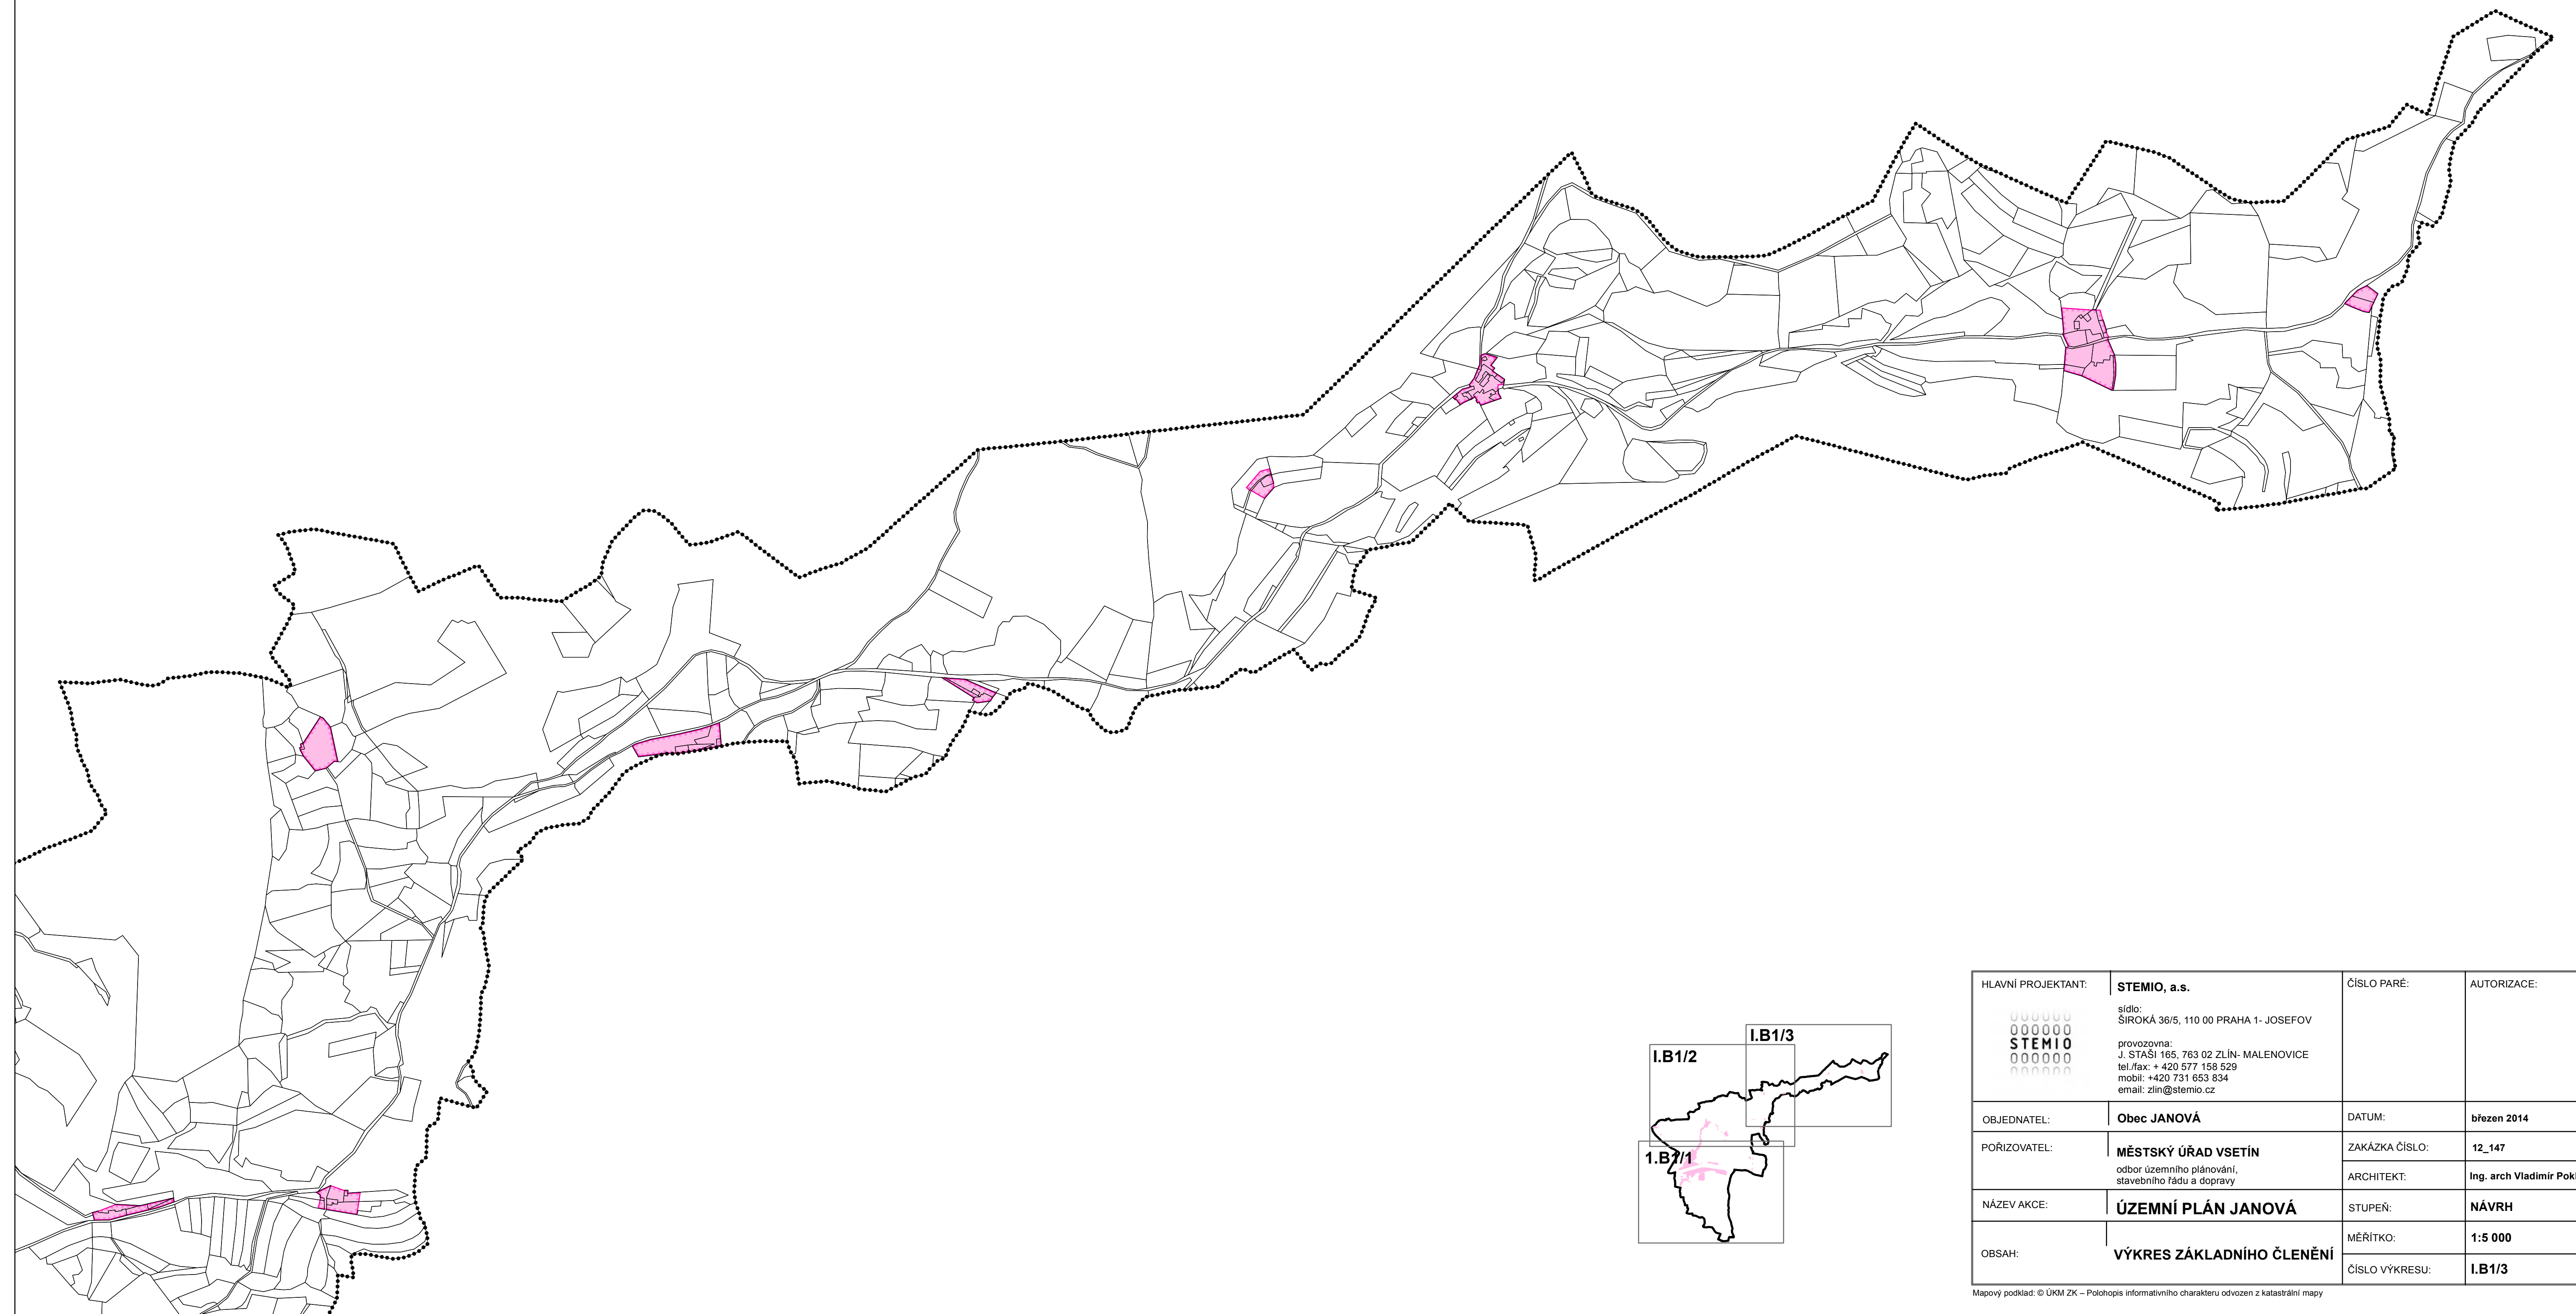 I.B1/3
I.B1/2
1.B1/1
HLAVNÍ PROJEKTANT:
STEMIO
STEMIO, a.s.
sídlo:
ŠIROKÁ 36/5, 110 00 PRAHA 1- JOSEFOV
provozovna:
J. STAŠI 165, 763 02 ZLÍN- MALENOVICE
tel./fax: + 420 577 158 529
mobil: +420 731 653 834
email: zlin@stemio.cz
ČÍSLO PARÉ:
AUTORIZACE:
OBJEDNATEL:
Obec JANOVÁ
DATUM:
březen 2014
POŘIZOVATEL:
MĚSTSKÝ ÚŘAD VSETÍN
odbor územního plánování,
stavebního řádu a dopravy
ZAKÁZKA ČÍSLO:
12_147
ARCHITEKT:
Ing. arch Vladimír
NÁZEV AKCE:
ÚZEMNÍ PLÁN JANOVÁ
STUPEŇ:
NÁVRH
OBSAH:
VÝKRES ZÁKLADNÍHO ČLENĚNÍ
MĚŘÍTKO:
1:5 000
ČÍSLO VÝKRESU:
I.B1/3
Mapový podklad: © ÚKM ZK – Polohopis informativního charakteru odvozen z katastrální mapy